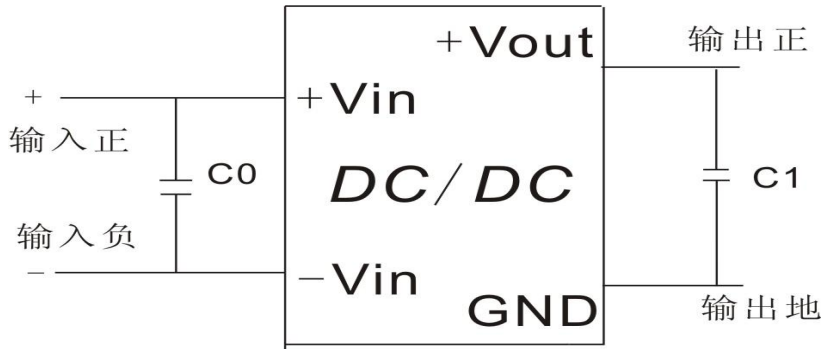 +Vout
输出正
+
+Vin
输入正
C0
DC/DC
C1
输入负
−
−Vin
GND
输出地